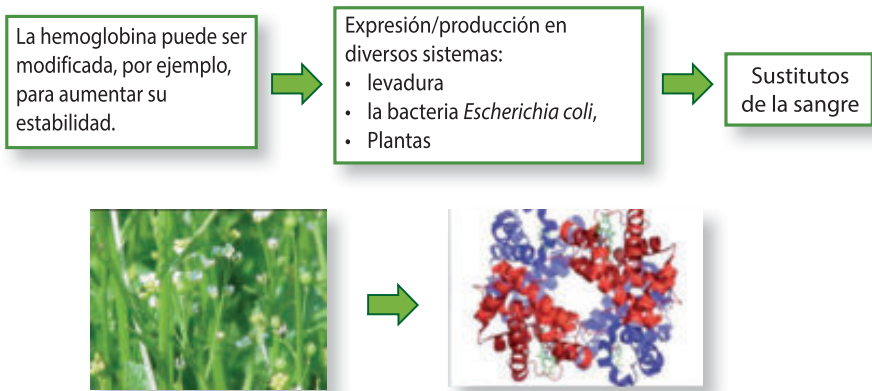 La hemoglobina puede ser
modificada, por ejemplo,
para aumentar su
estabilidad.
Expresión/producción en
diversos sistemas:
• levadura
• la bacteria Escherichia coli,
• Plantas
Sustitutos
de la sangre